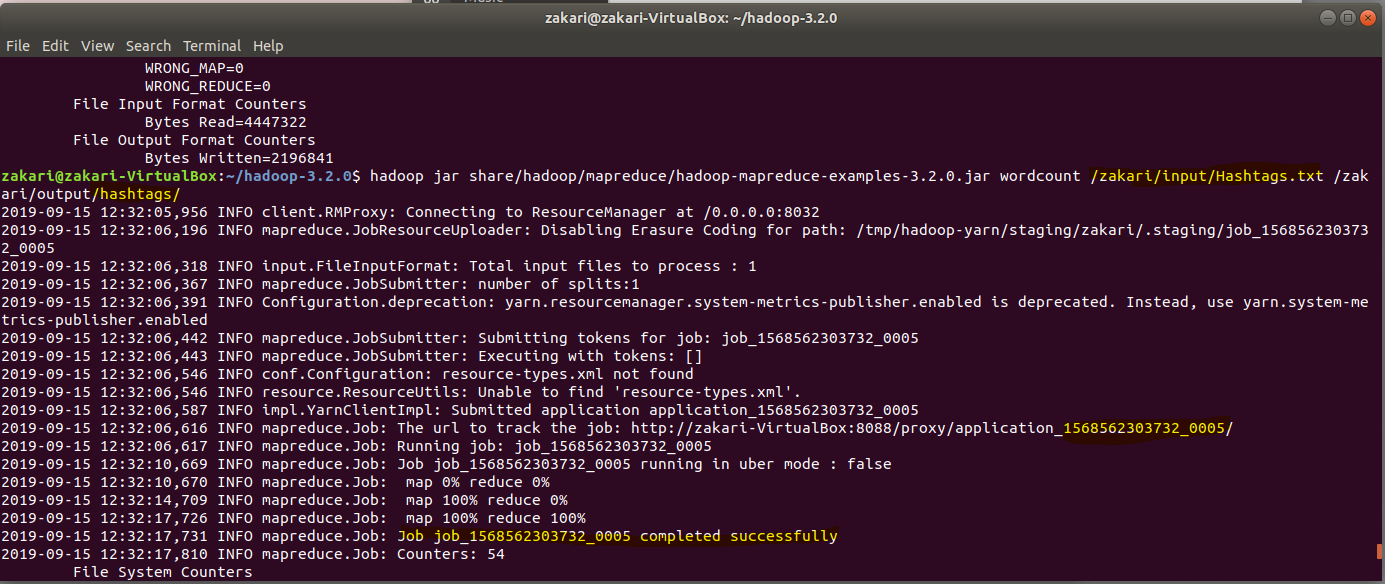 Music
zakari@zakari-VirtualBox: ~/hadoop-3.2.0
File Edit View Search Terminal Help
WRONG_MAP=0
WRONG_REDUCE=0
File Input Format Counters
Bytes Read=4447322
File Output Format Counters
Bytes Written=2196841
zakari@zakari-VirtualBox:~/hadoop-3.2.0$ hadoop jar share/hadoop/mapreduce/hadoop-mapreduce-examples-3.2.0.jar wordcount /zakari/input/Hashtags.txt /zak
ari/output/hashtags/
2019-09-15 12:32:05,956 INFO client.RMProxy: Connecting to ResourceManager at /0.0.0.0:8032
2019-09-15 12:32:06,196 INFO mapreduce.JobResourceUploader: Disabling Erasure Coding for path: /tmp/hadoop-yarn/staging/zakari/.staging/job_156856230373
2_0005
2019-09-15 12:32:06,318 INFO input.FileInputFormat: Total input files to process : 1
2019-09-15 12:32:06,367 INFO mapreduce.JobSubmitter: number of splits:1
2019-09-15 12:32:06,391 INFO Configuration.deprecation: yarn.resourcemanager.system-metrics-publisher.enabled is deprecated. Instead, use yarn.system-me
trics-publisher.enabled
2019-09-15 12:32:06,442 INFO mapreduce.JobSubmitter: Submitting tokens for job: job_1568562303732_0005
2019-09-15 12:32:06,443 INFO mapreduce.JobSubmitter: Executing with tokens: []
2019-09-15 12:32:06,546 INFO conf.Configuration: resource-types.xml not found
2019-09-15 12:32:06,546 INFO resource.ResourceUtils: Unable to find 'resource-types.xml'.
2019-09-15 12:32:06,587 INFO impl.YarnClientImpl: Submitted application application_1568562303732_0005
2019-09-15 12:32:06,616 INFO mapreduce.Job: The url to track the job: http://zakari-VirtualBox:8088/proxy/application_1568562303732_0005/
2019-09-15 12:32:06,617 INFO mapreduce.Job: Running job: job_1568562303732_0005
2019-09-15 12:32:10,669 INFO mapreduce.Job: Job job_1568562303732_0005 running in uber mode : false
2019-09-15 12:32:10,670 INFO mapreduce.Job:  map 0% reduce 0%
2019-09-15 12:32:14,709 INFO mapreduce.Job:  map 100% reduce 0%
2019-09-15 12:32:17,726 INFO mapreduce.Job:  map 100% reduce 100%
2019-09-15 12:32:17,731 INFO mapreduce.Job: Job job_1568562303732_0005 completed successfully
2019-09-15 12:32:17,810 INFO mapreduce.Job: Counters: 54
File System Counters